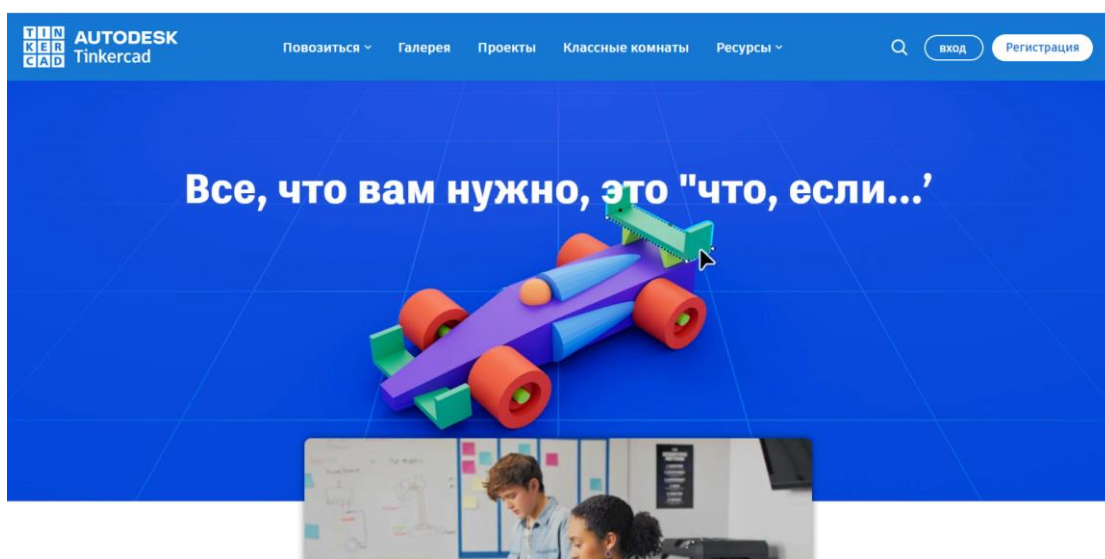 TIN
KER
CAD
AUTODESK
Tinkercad
Повозиться
Галерея
Проекты
Классные комнаты
Ресурсы
вход
Регистрация
Все, что вам нужно, это "что, если...’